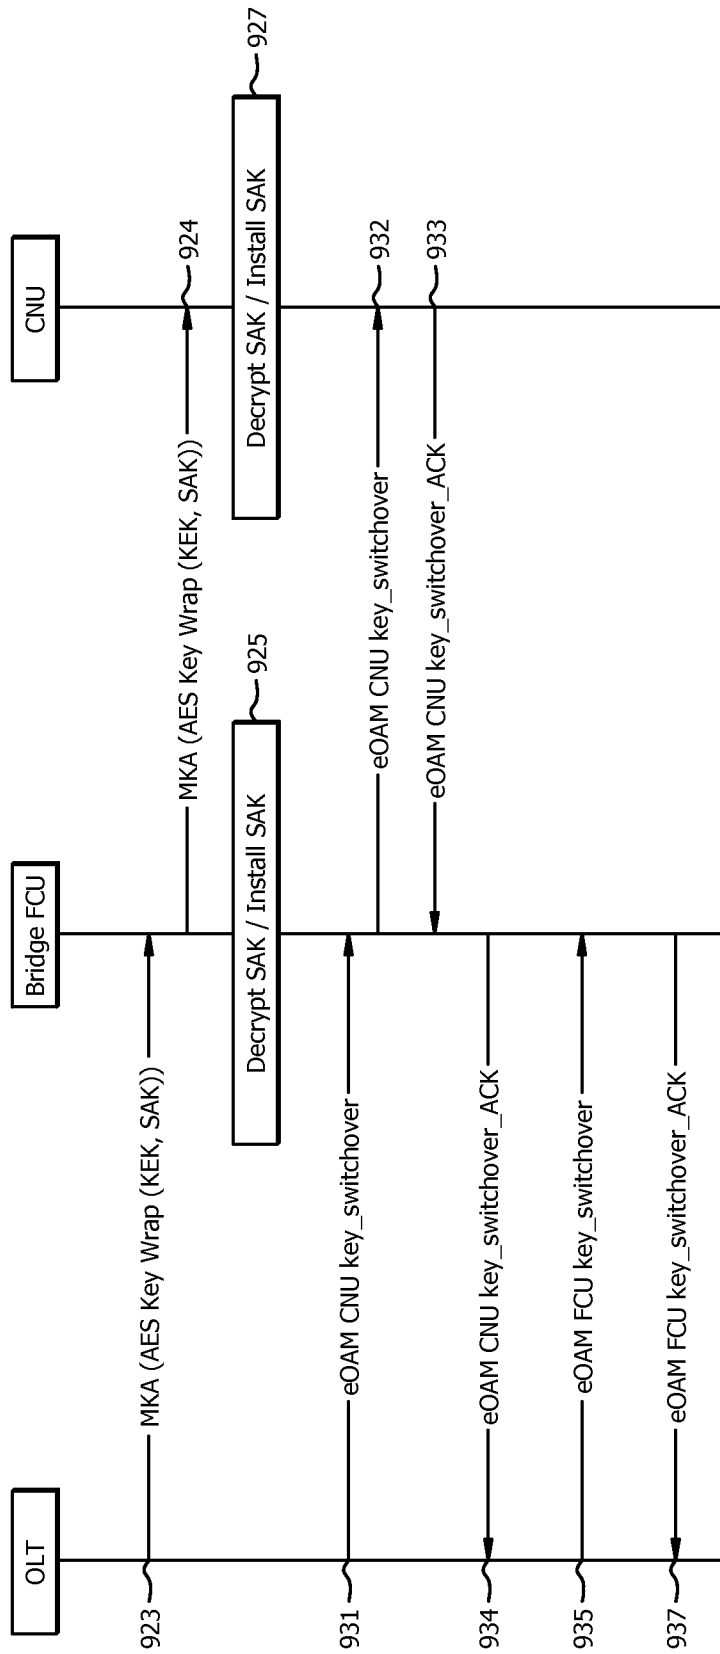 OLT
Bridge FCU
CNU
923
MKA (AES Key Wrap (KEK, SAK))
MKA (AES Key Wrap (KEK, SAK))
924
Decrypt SAK / Install SAK
925
Decrypt SAK / Install SAK
927
931
eOAM CNU key_switchover
eOAM CNU key_switchover
932
eOAM CNU key_switchover_ACK
933
934
eOAM CNU key_switchover_ACK
935
eOAM FCU key_switchover
937
eOAM FCU key_switchover_ACK